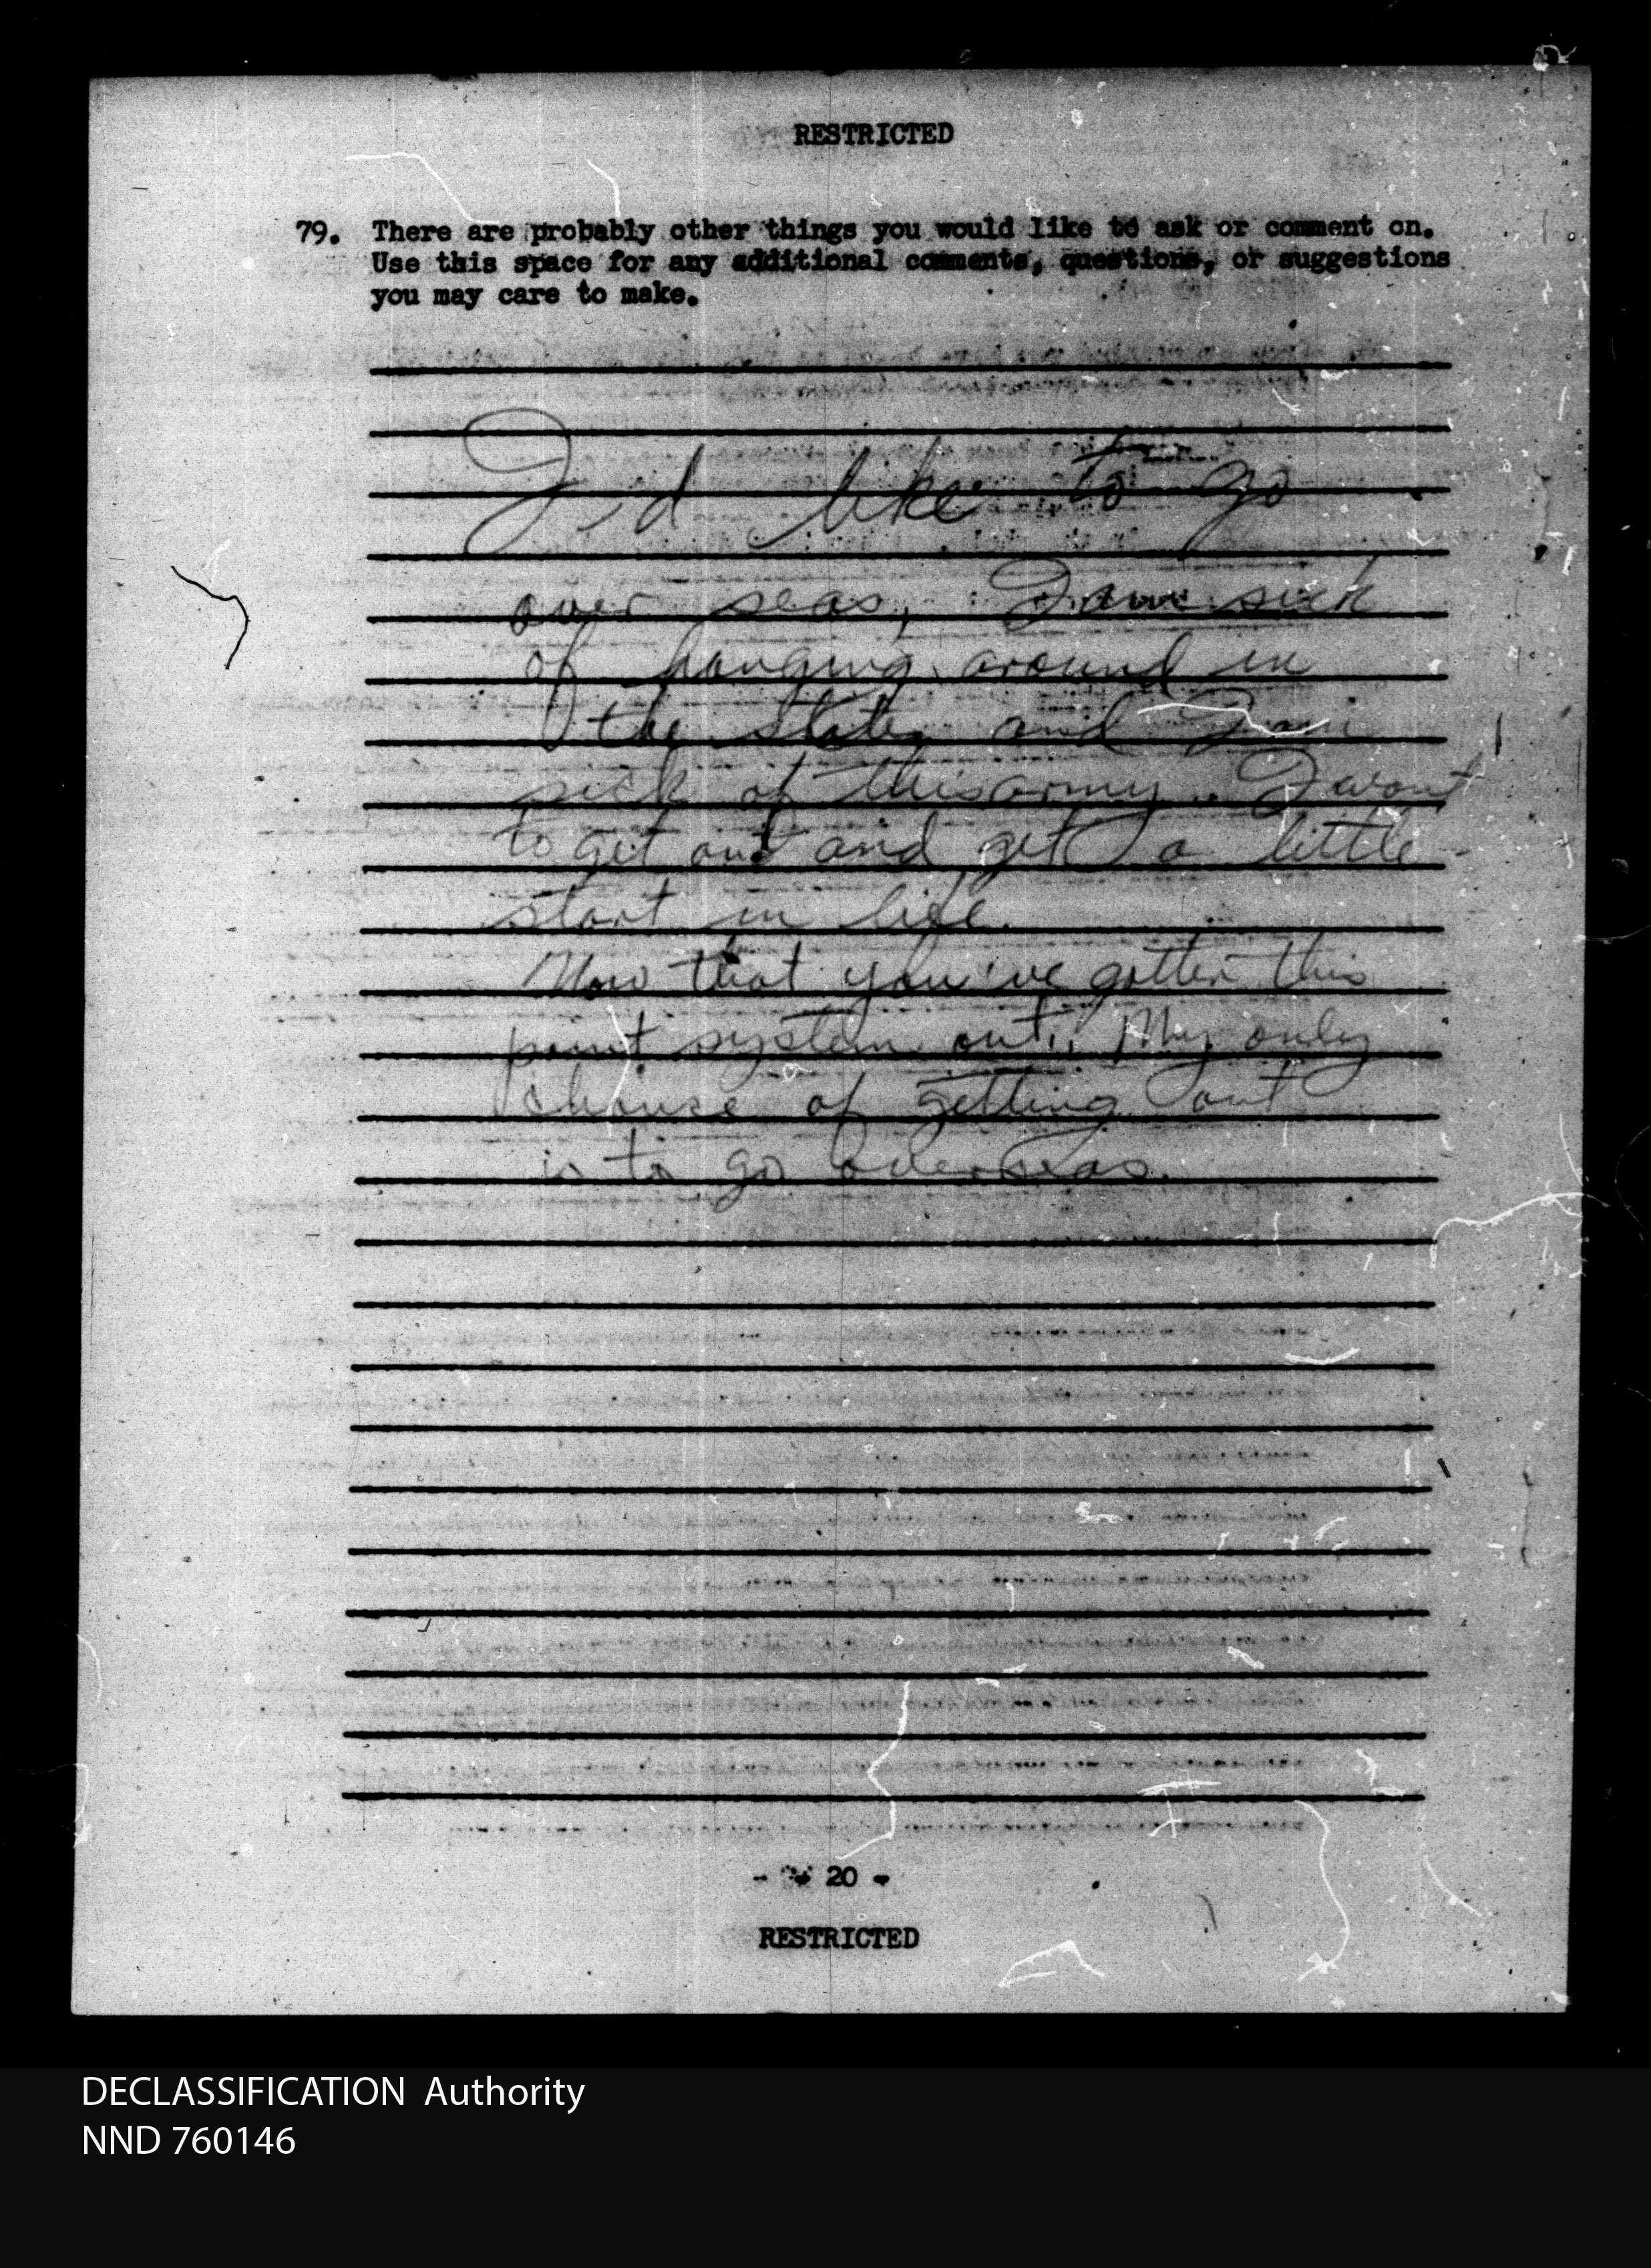 RESTRICTED
79. There are probably other things you would like to ask or comment on.
Use this space for any additional comments, questions, or suggestions
you may care to make.
I'd like to go
over seas, I am sick
of hanging around in
the states and I am
sick of this army. I want
to get out and get a little
start in life.
Now that you've gotten this
point system out, My only
chance of getting out
is to go overseas.
- 20 -
RESTRICTED
DECLASSIFICATION Authority
NND 760146